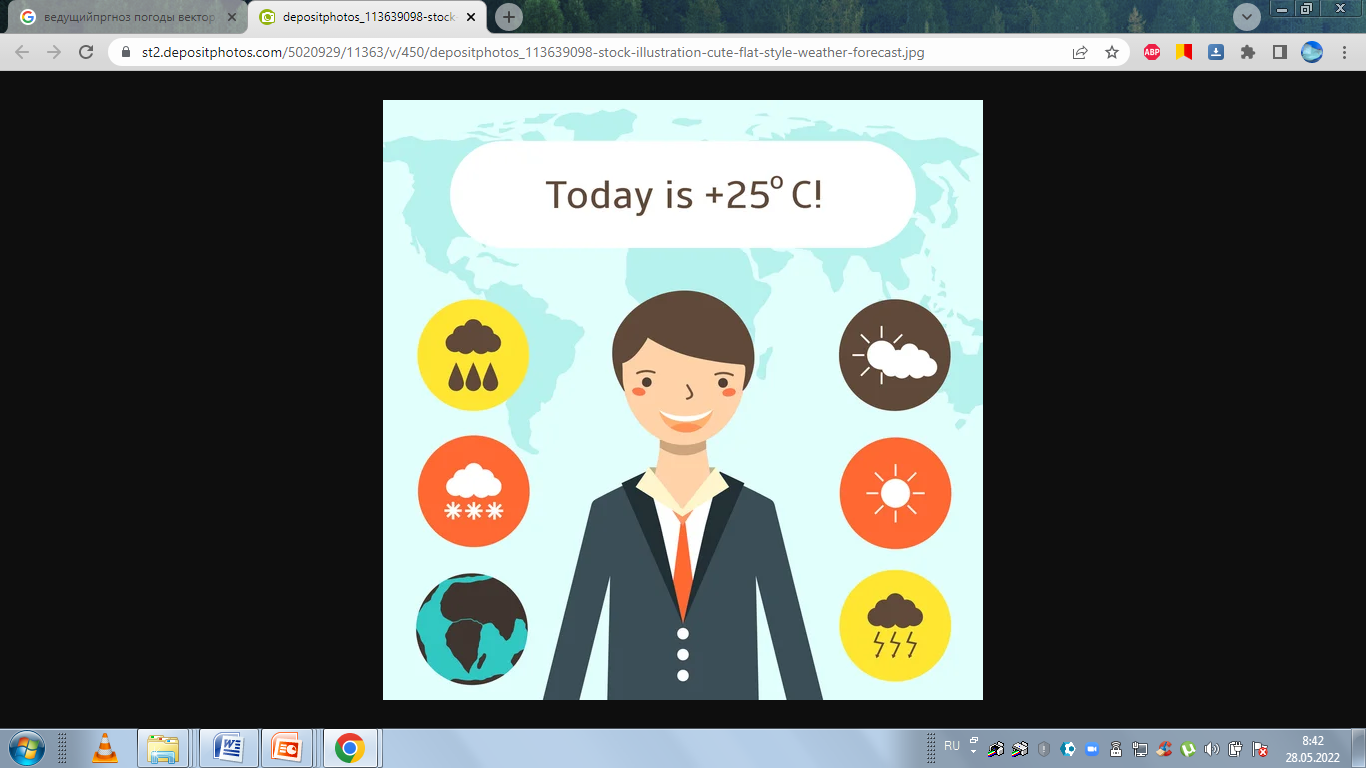 ведущийпргноз погоды вектор
depositphotos_113639098-stock-
st2.depositphotos.com/5020929/11363/v/450/depositphotos_113639098-stock-illustration-cute-flat-style-weather-forecast.jpg
ABP
Today is +25° C!
RU
8:42
28.05.2022